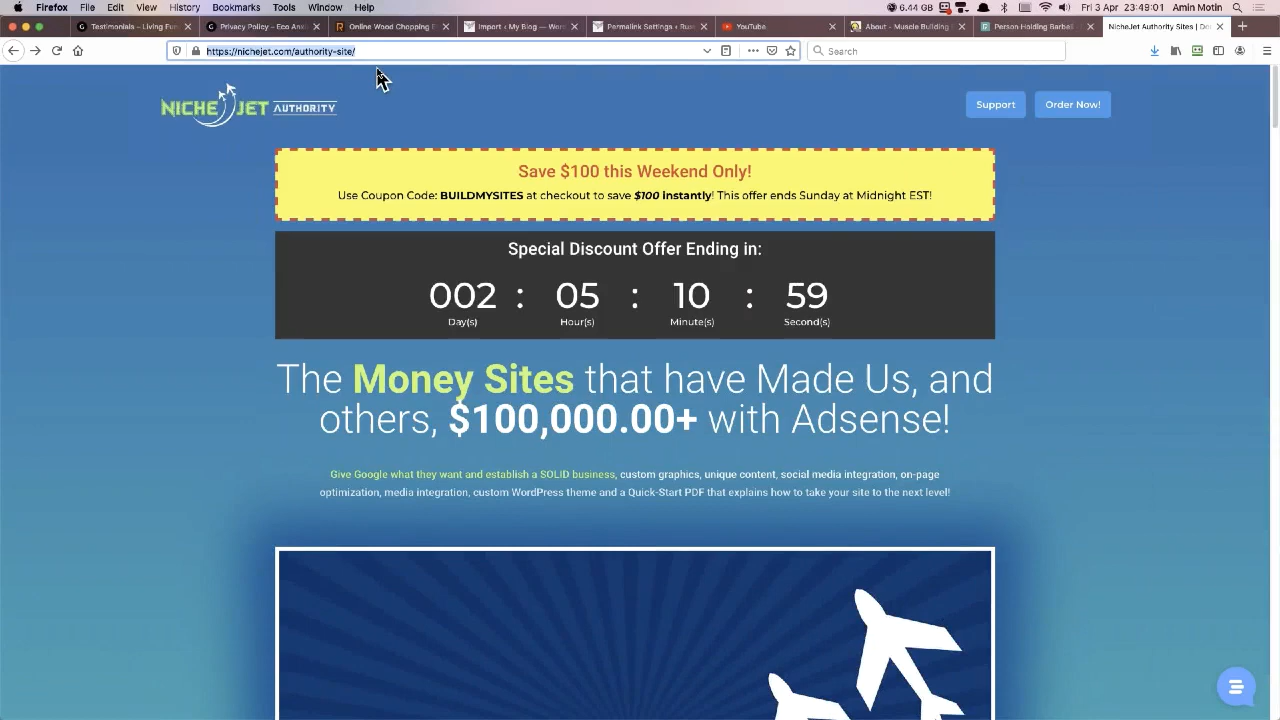 Firefox File Edit View History Bookmarks Tools Window Help 6.44 GB Fri 3 Apr 23:49:01 Amin Motin
Testimonials – Living Fun
Privacy Policy – Eco Anx
Online Wood Chopping E
Import ‹ My Blog — Wor
Permalink Settings ‹ Rus
YouTube
About - Muscle Building
Person Holding Barbell
NicheJet Authority Sites | Do
https://nichejet.com/authority-site/
Search
NICHE JET AUTHORITY
Support
Order Now!
Save $100 this Weekend Only!
Use Coupon Code: BUILDMYSITES at checkout to save $100 instantly! This offer ends Sunday at Midnight EST!
Special Discount Offer Ending in:
002 : 05 : 10 : 59
Day(s) Hour(s) Minute(s) Second(s)
The Money Sites that have Made Us, and
others, $100,000.00+ with Adsense!
Give Google what they want and establish a SOLID business, custom graphics, unique content, social media integration, on-page
optimization, media integration, custom WordPress theme and a Quick-Start PDF that explains how to take your site to the next level!